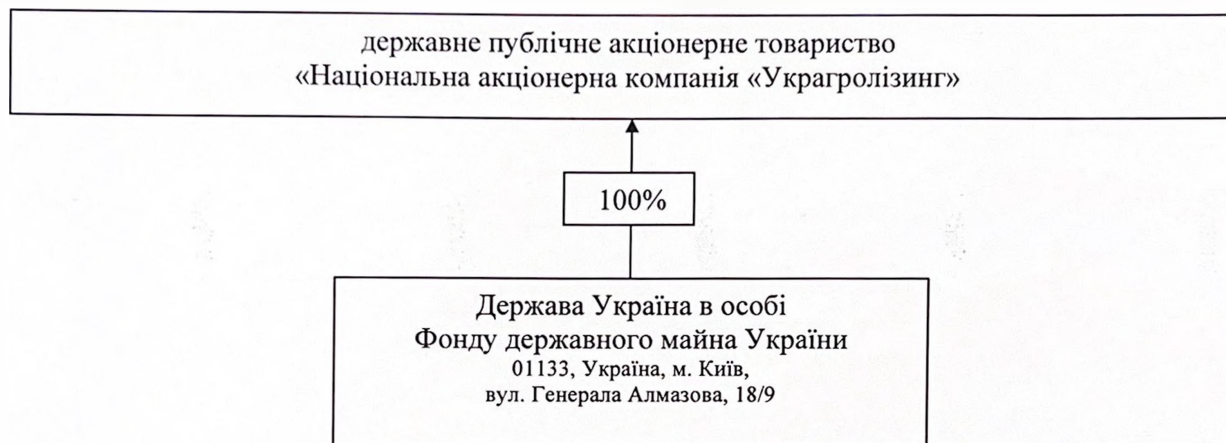 державне публічне акціонерне товариство
«Національна акціонерна компанія «Украгролізинг»
100%
Держава Україна в особі
Фонду державного майна України
01133, Україна, м. Київ,
вул. Генерала Алмазова, 18/9